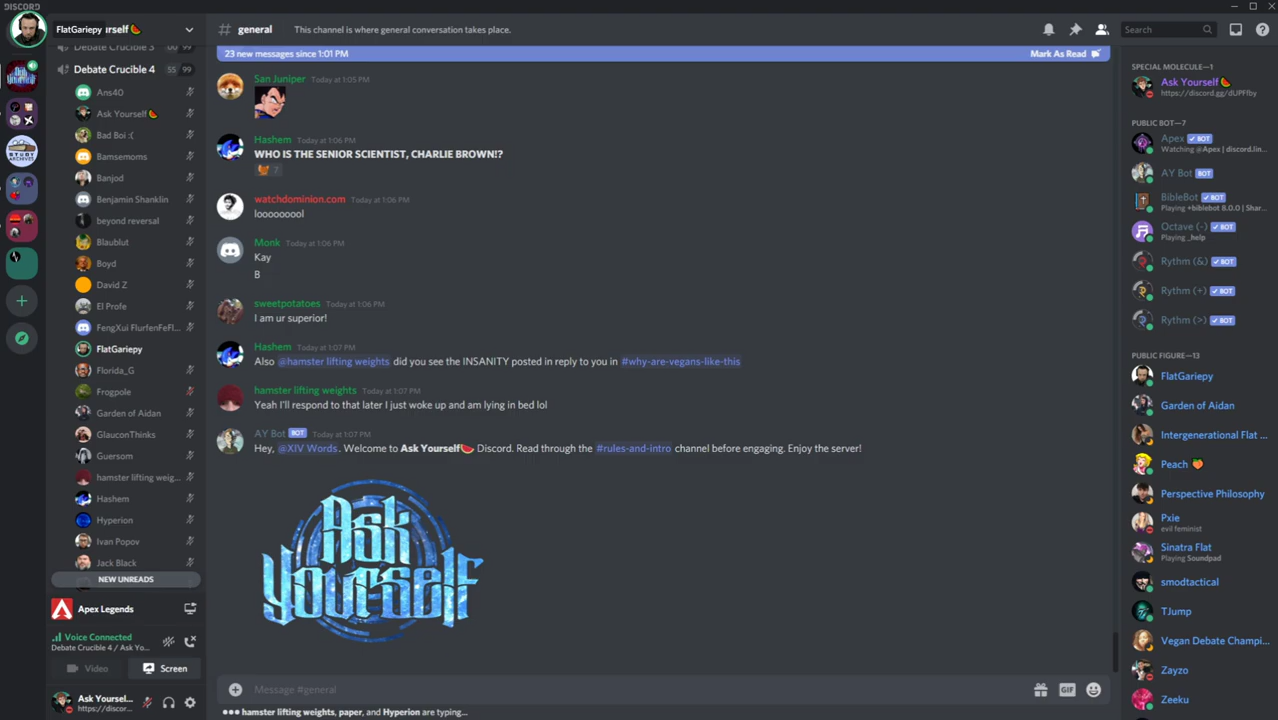 DISCORD
FlatGariepy
rself🍉
# general
This channel is where general conversation takes place.
Search
Debate Crucible 3
00 99
Debate Crucible 4
55 99
Ans40
Ask Yourself🍉
Bad Boi :(
Bamsemoms
Banjod
Benjamin Shanklin
beyond reversal
Blaublut
Boyd
David Z
El Profe
FengXui FlurfenFeFl...
FlatGariepy
Florida_G
Frogpole
Garden of Aidan
GlauconThinks
Guersom
hamster lifting weig...
Hashem
Hyperion
Ivan Popov
Jack Black
NEW UNREADS
STUDY
ARCHIVES
Apex Legends
Voice Connected
Debate Crucible 4 / Ask Yo...
Video
Screen
Ask Yoursel...
https://discor...
23 new messages since 1:01 PM
Mark As Read
San Juniper Today at 1:05 PM
Hashem Today at 1:06 PM
WHO IS THE SENIOR SCIENTIST, CHARLIE BROWN!?
7
watchdominion.com Today at 1:06 PM
looooooool
Monk Today at 1:06 PM
Kay
B
sweetpotatoes Today at 1:06 PM
I am ur superior!
Hashem Today at 1:07 PM
Also @hamster lifting weights did you see the INSANITY posted in reply to you in #why-are-vegans-like-this
hamster lifting weights Today at 1:07 PM
Yeah I'll respond to that later I just woke up and am lying in bed lol
AY Bot BOT Today at 1:07 PM
Hey, @XIV Words. Welcome to Ask Yourself🍉 Discord. Read through the #rules-and-intro channel before engaging. Enjoy the server!
Ask
Yourself
Message #general
GIF
hamster lifting weights, paper, and Hyperion are typing...
SPECIAL MOLECULE—1
Ask Yourself🍉
https://discord.gg/dUPFfby
PUBLIC BOT—7
Apex ✓ BOT
Watching @Apex | discord.lin...
AY Bot BOT
BibleBot ✓ BOT
Playing +biblebot 8.0.0 | Shar...
Octave (-) ✓ BOT
Playing _help
Rythm (&) ✓ BOT
Rythm (+) ✓ BOT
Rythm (>) ✓ BOT
PUBLIC FIGURE—13
FlatGariepy
Garden of Aidan
Intergenerational Flat ...
Peach 🍑
Perspective Philosophy
Pxie
evil feminist
Sinatra Flat
Playing Soundpad
smodtactical
TJump
Vegan Debate Champi...
Zayzo
Zeeku